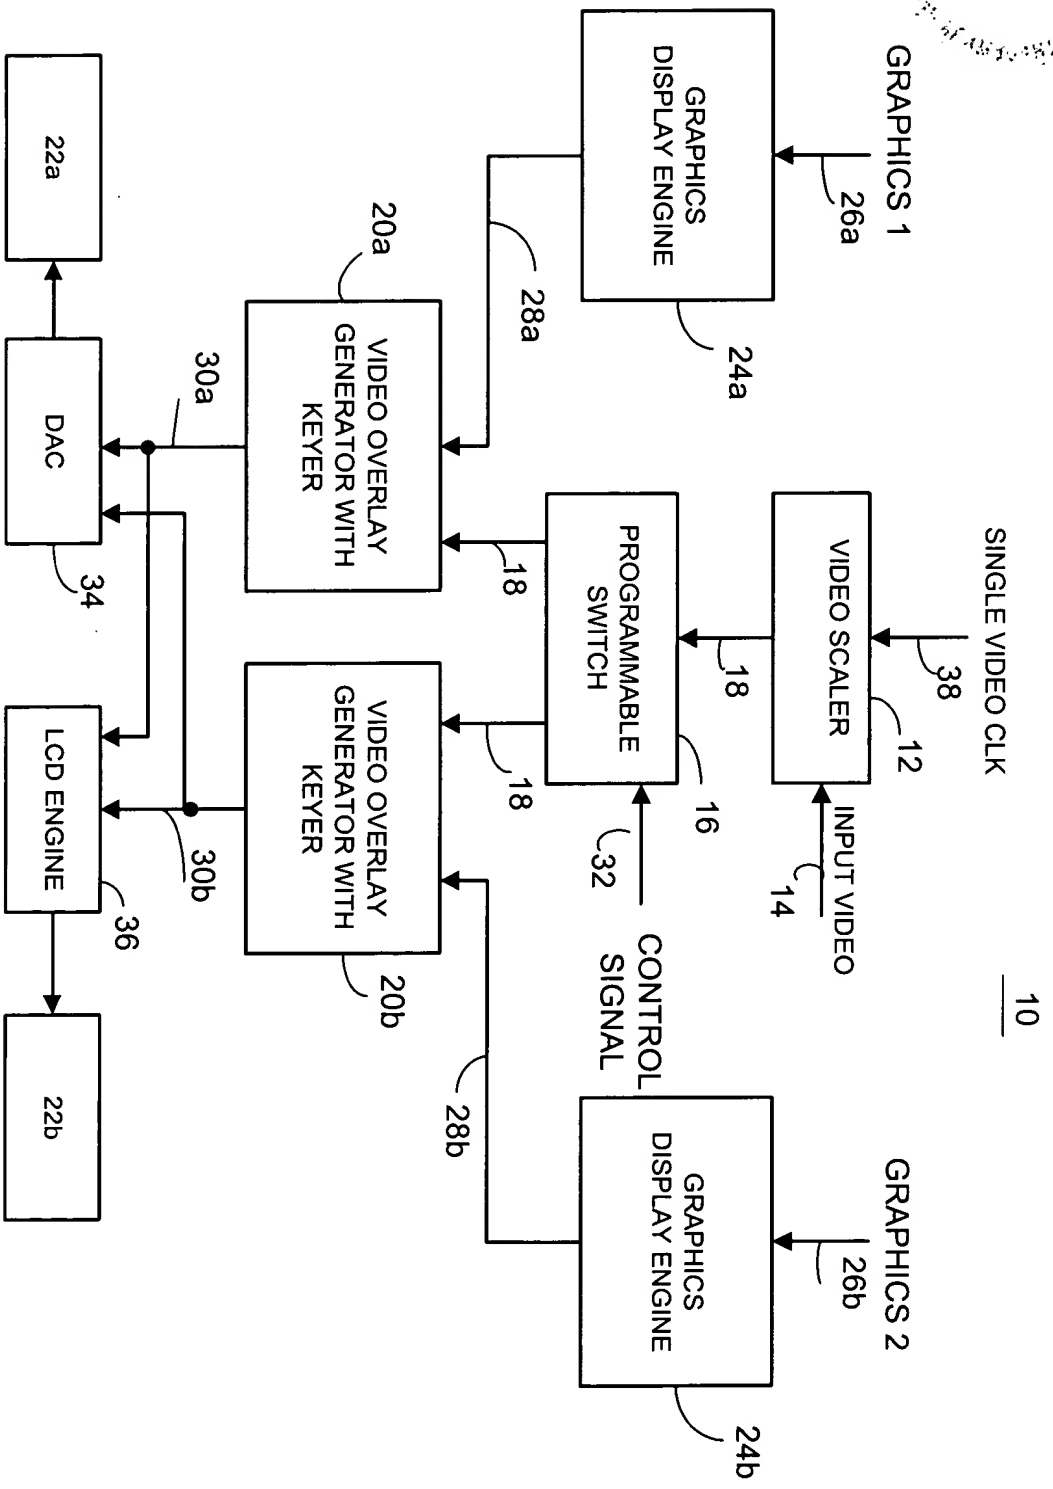 10
SINGLE VIDEO CLK
38
GRAPHICS 1
26a
GRAPHICS
DISPLAY ENGINE
24a
28a
VIDEO SCALER
12
INPUT VIDEO
14
18
PROGRAMMABLE
SWITCH
16
32
CONTROL
SIGNAL
GRAPHICS 2
26b
GRAPHICS
DISPLAY ENGINE
24b
28b
18
18
20a
VIDEO OVERLAY
GENERATOR WITH
KEYER
VIDEO OVERLAY
GENERATOR WITH
KEYER
20b
30a
30b
22a
DAC
34
LCD ENGINE
36
22b